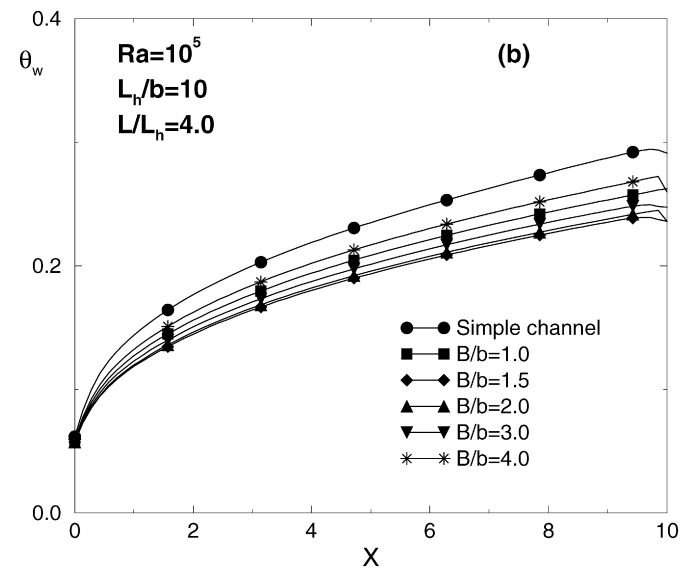 0.4
θw
Ra=10^5
(b)
Lh/b=10
L/Lh=4.0
0.2
Simple channel
B/b=1.0
B/b=1.5
B/b=2.0
B/b=3.0
B/b=4.0
0.0
0 2 4 6 8 10
X